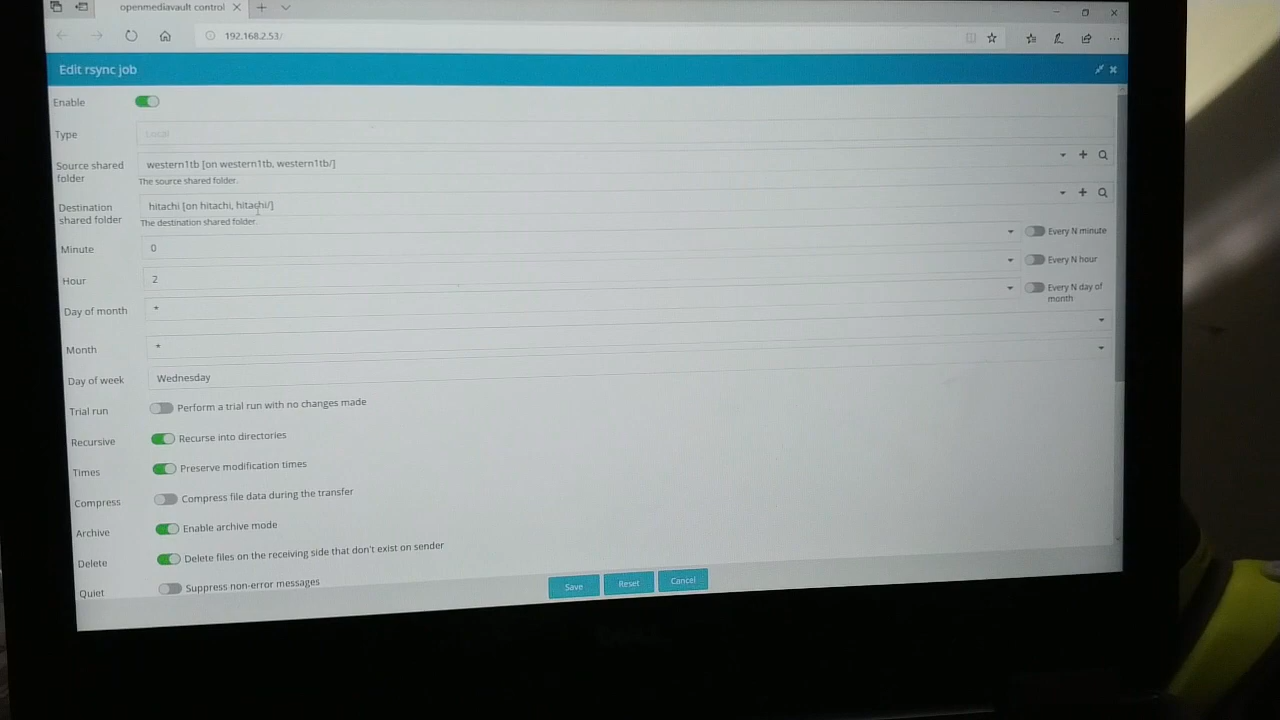 openmediavault control
192.168.2.53/
Edit rsync job
Enable
Type
Local
Source shared folder
western1tb [on western1tb, western1tb/]
The source shared folder.
Destination shared folder
hitachi [on hitachi, hitachi/]
The destination shared folder.
Minute
0
Every N minute
Hour
2
Every N hour
Day of month
*
Every N day of month
Month
*
Day of week
Wednesday
Trial run
Perform a trial run with no changes made
Recursive
Recurse into directories
Times
Preserve modification times
Compress
Compress file data during the transfer
Archive
Enable archive mode
Delete
Delete files on the receiving side that don't exist on sender
Quiet
Suppress non-error messages
Save
Reset
Cancel
DELL